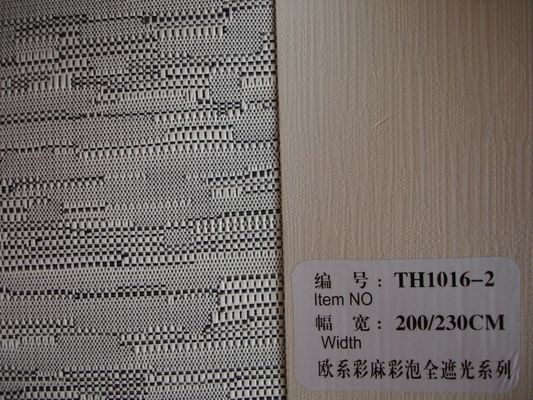 编 号: TH1016-2
Item NO
幅 宽: 200/230CM
Width
欧系彩麻彩泡全遮光系列